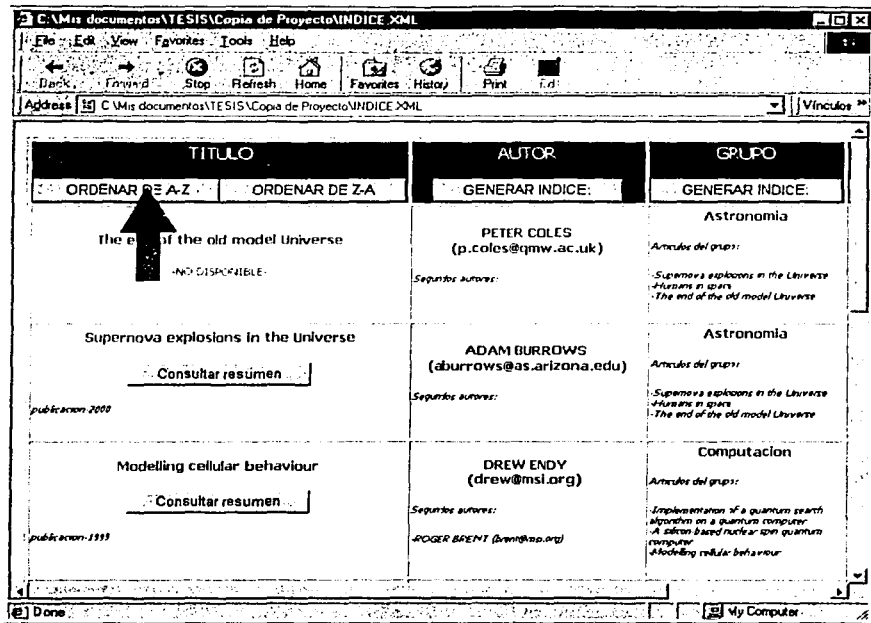 C:\Mis documentos\TESIS\Copia de Proyecto\INDICE.XML
File Edit View Favorites Tools Help
Back Forward Stop Refresh Home Favorites History Print
Address C:\Mis documentos\TESIS\Copia de Proyecto\INDICE.XML Vínculos
TITULO AUTOR GRUPO
ORDENAR DE A-Z ORDENAR DE Z-A GENERAR INDICE: GENERAR INDICE:
The end of the old model Universe
-NO DISPONIBLE-
PETER COLES
(p.coles@qmw.ac.uk)
Segundos autores:
Astronomia
Articulos del grupo:
-Supernova explosions in the Universe
-Humans in space
-The end of the old model Universe
Supernova explosions in the Universe
Consultar resumen
publicacion-2000
ADAM BURROWS
(aburrows@as.arizona.edu)
Segundos autores:
Astronomia
Articulos del grupo:
-Supernova explosions in the Universe
-Humans in space
-The end of the old model Universe
Modelling cellular behaviour
Consultar resumen
publicacion-1999
DREW ENDY
(drew@msi.org)
Segundos autores:
-ROGER BRENT
Computacion
Articulos del grupo:
-Implementation of a quantum search
algorithm on a quantum computer
-A silicon-based nuclear spin quantum
computer
-Modelling cellular behaviour
Done My Computer